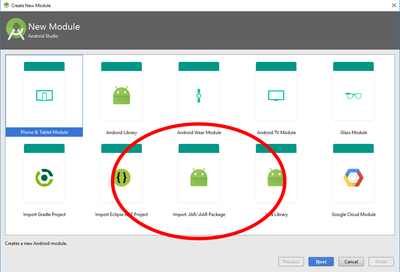 Create New Module
New Module
Android Studio
Phone & Tablet Module
Android Library
Android Wear Module
Android TV Module
Glass Module
Import Gradle Project
Import Eclipse Project
Import .JAR/.AAR Package
Library
Google Cloud Module
Creates a new Android module.
Previous
Next
Cancel
Finish